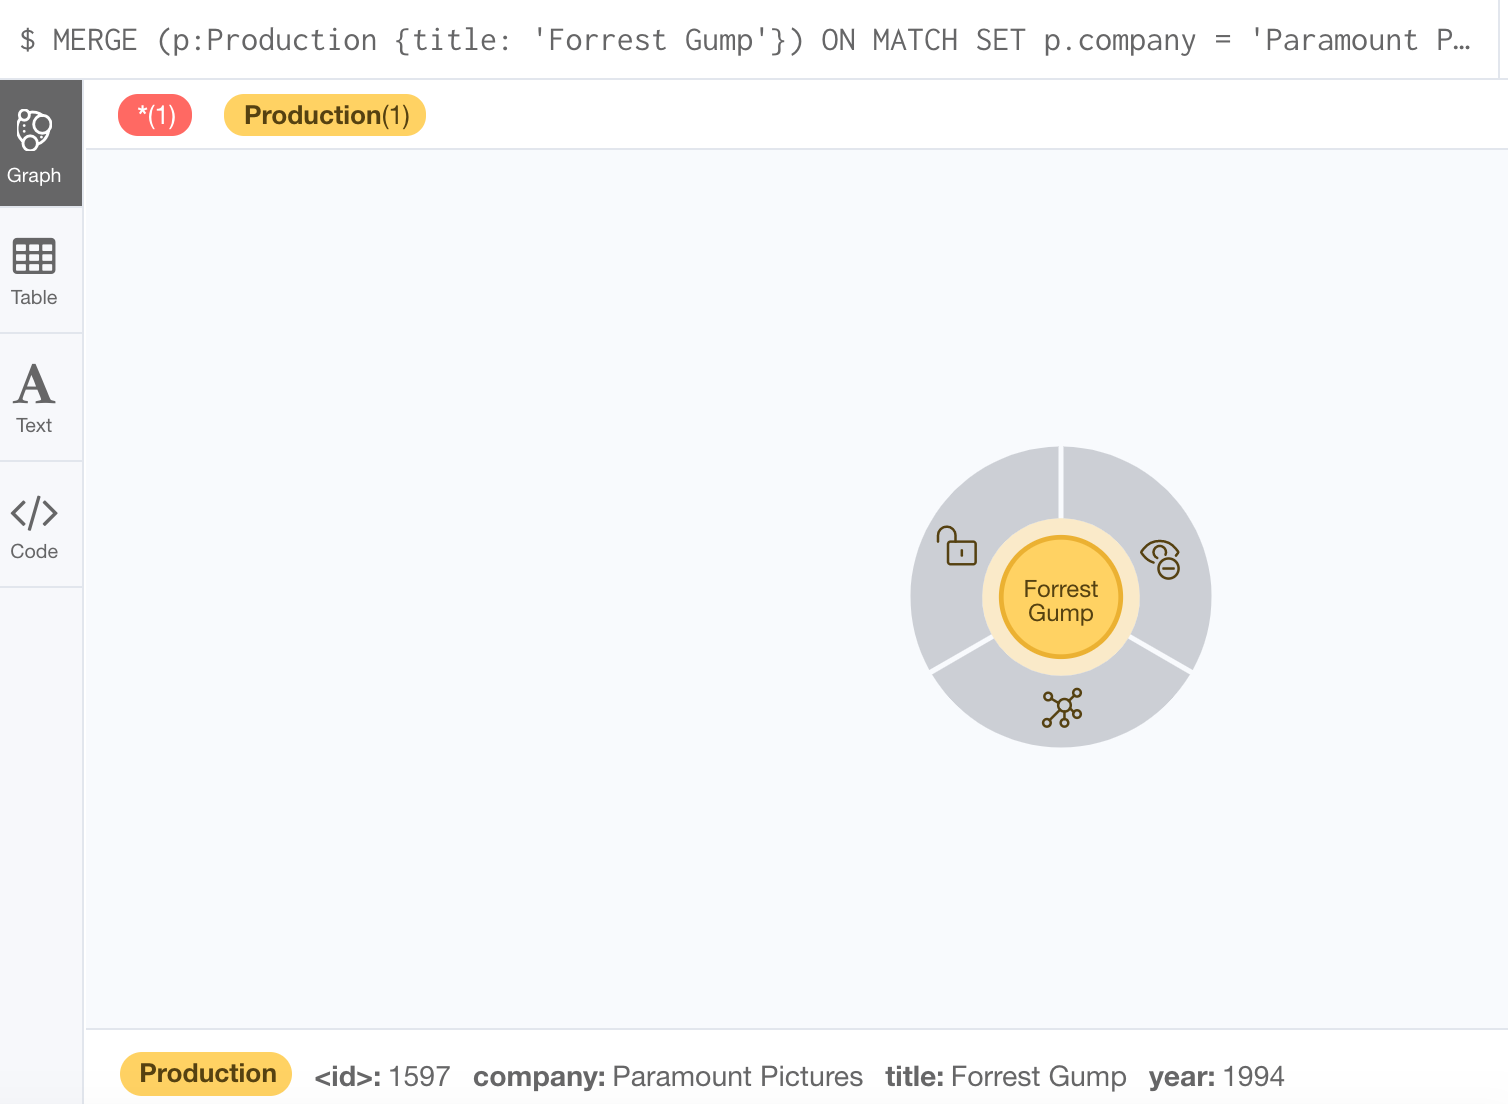 $ MERGE (p:Production {title: 'Forrest Gump'}) ON MATCH SET p.company = 'Paramount P…
*(1) Production(1)
Graph
Table
A
Text
</>
Code
Forrest
Gump
Production <id>: 1597 company: Paramount Pictures title: Forrest Gump year: 1994